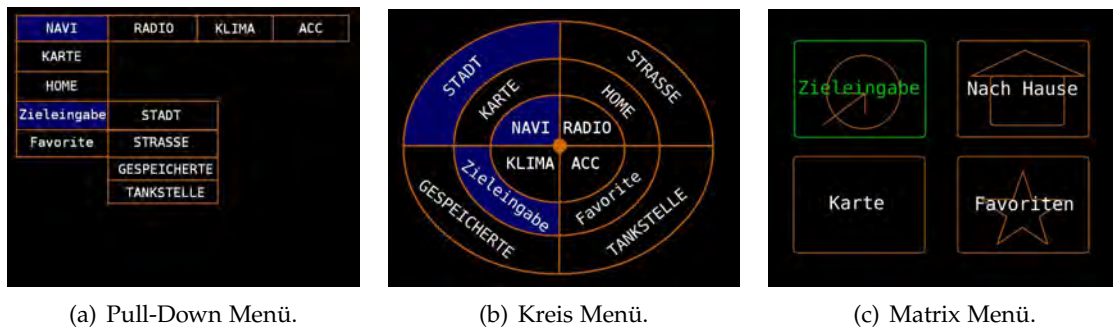 NAVI RADIO KLIMA ACC
KARTE
HOME
Zieleingabe STADT
Favorite STRASSE
GESPEICHERTE
TANKSTELLE
STADT STRASSE
KARTE HOME
NAVI RADIO
KLIMA ACC
Zieleingabe Favorite
GESPEICHERTE TANKSTELLE
Zieleingabe Nach Hause
Karte Favoriten
(a) Pull-Down Menü. (b) Kreis Menü. (c) Matrix Menü.